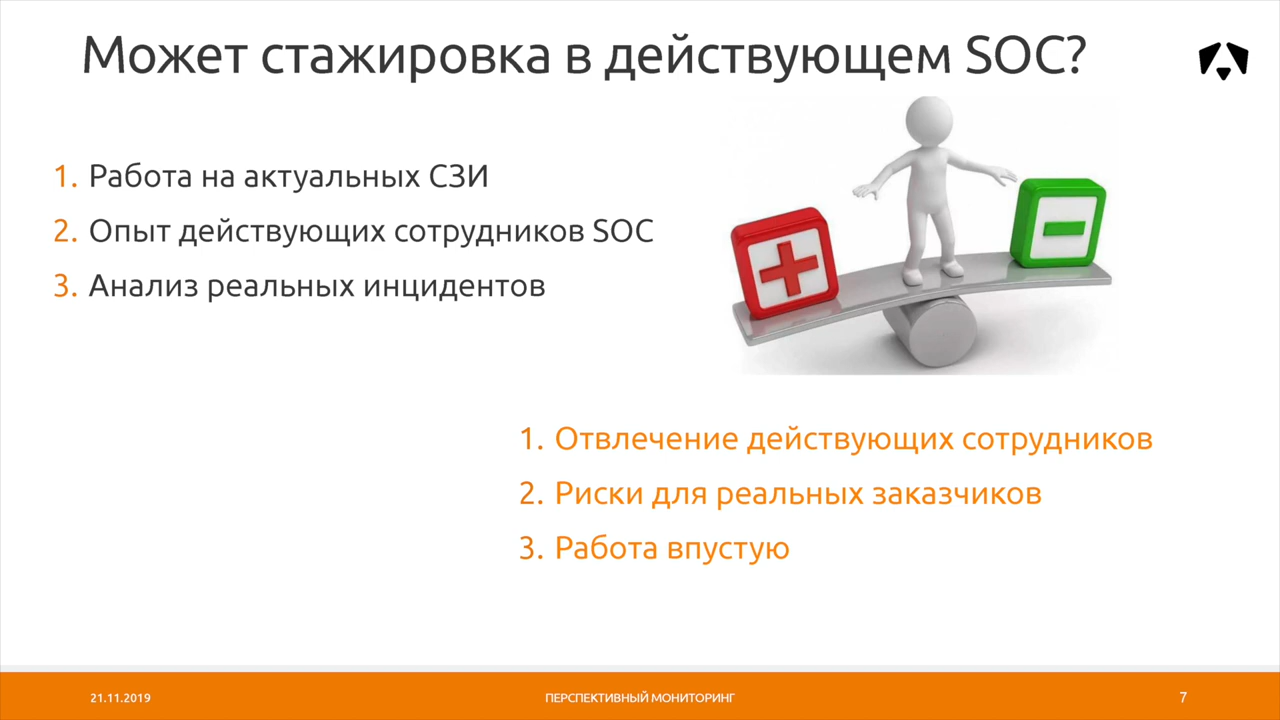 Может стажировка в действующем SOC?
1. Работа на актуальных СЗИ
2. Опыт действующих сотрудников SOC
3. Анализ реальных инцидентов
1. Отвлечение действующих сотрудников
2. Риски для реальных заказчиков
3. Работа впустую
21.11.2019
ПЕРСПЕКТИВНЫЙ МОНИТОРИНГ
7